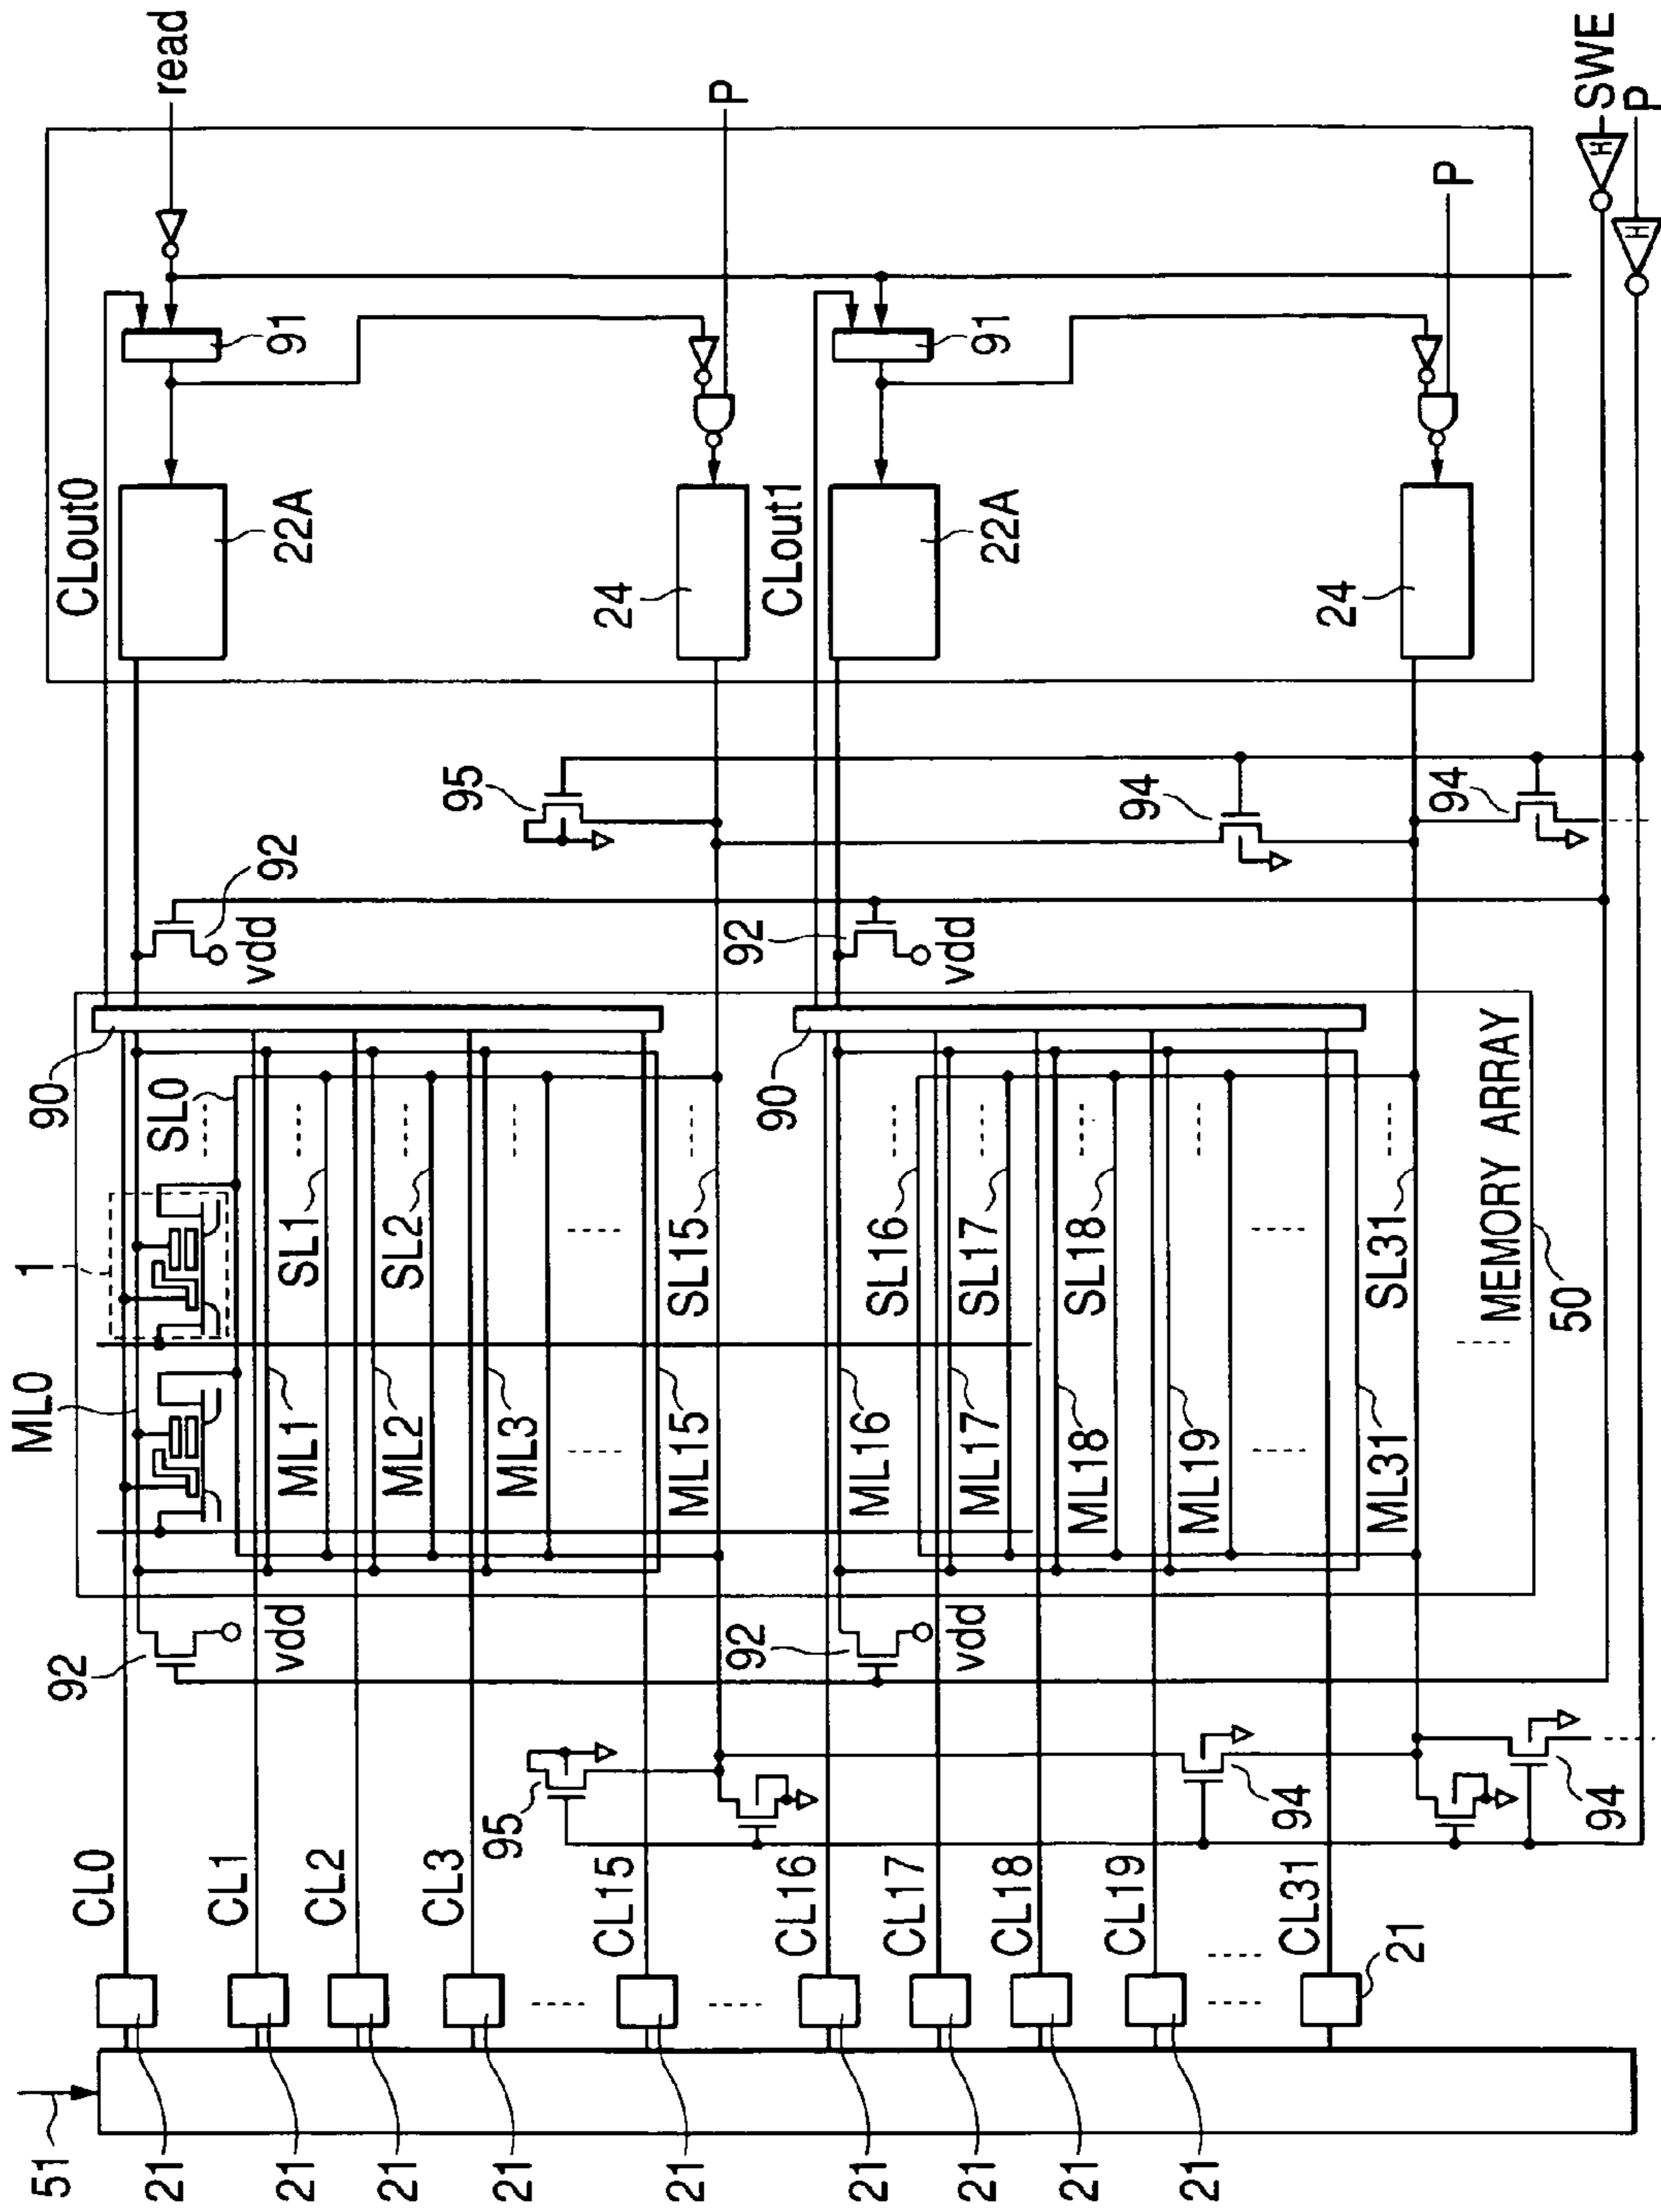 read
P
P
SWE
P
H
H
CLout0
91
22A
24
CLout1
91
22A
24
95
94
94
92
vdd
92
vdd
90
SL0
1
SL1
SL2
SL15
90
SL16
SL17
SL18
SL31
MEMORY ARRAY
50
ML0
ML1
ML2
ML3
ML15
ML16
ML17
ML18
ML19
ML31
92
vdd
92
vdd
95
94
94
CL0
CL1
CL2
CL3
CL15
CL16
CL17
CL18
CL19
CL31
21
51
21
21
21
21
21
21
21
21
21